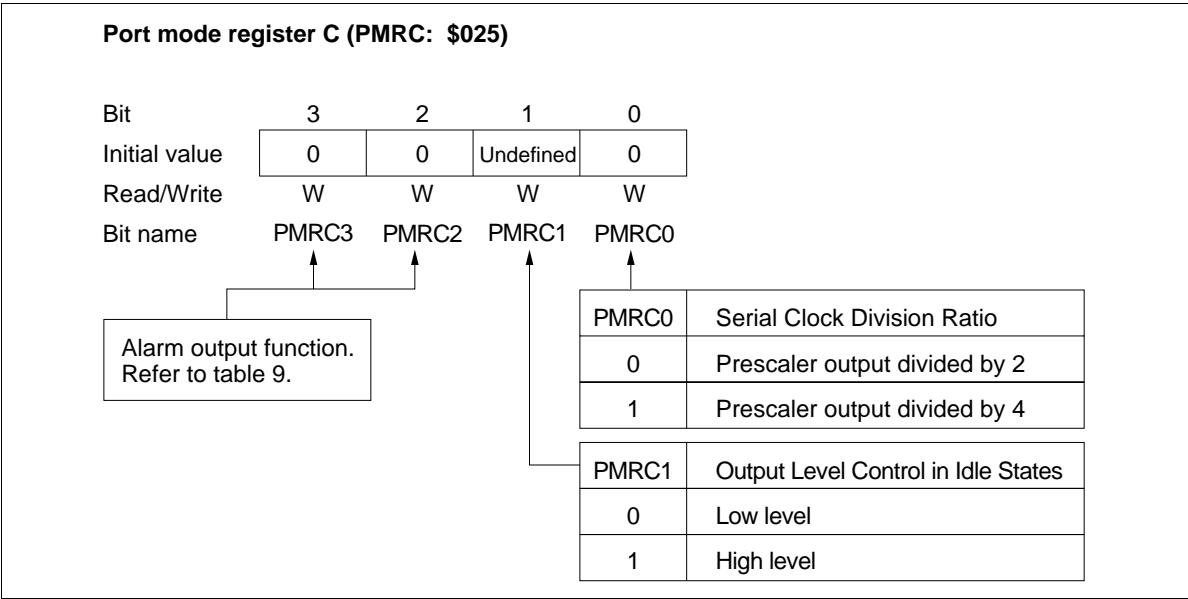 Port mode register C (PMRC: $025)
Bit 3 2 1 0
Initial value 0 0 Undefined 0
Read/Write W W W W
Bit name PMRC3 PMRC2 PMRC1 PMRC0
Alarm output function.
Refer to table 9.
PMRC0 Serial Clock Division Ratio
0 Prescaler output divided by 2
1 Prescaler output divided by 4
PMRC1 Output Level Control in Idle States
0 Low level
1 High level